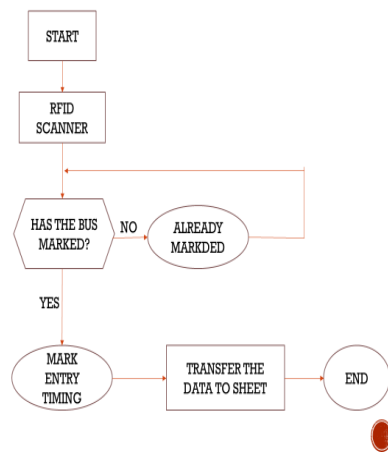 START
RFID
SCANNER
HAS THE BUS
MARKED?
NO
ALREADY
MARKDED
YES
MARK
ENTRY
TIMING
TRANSFER THE
DATA TO SHEET
END